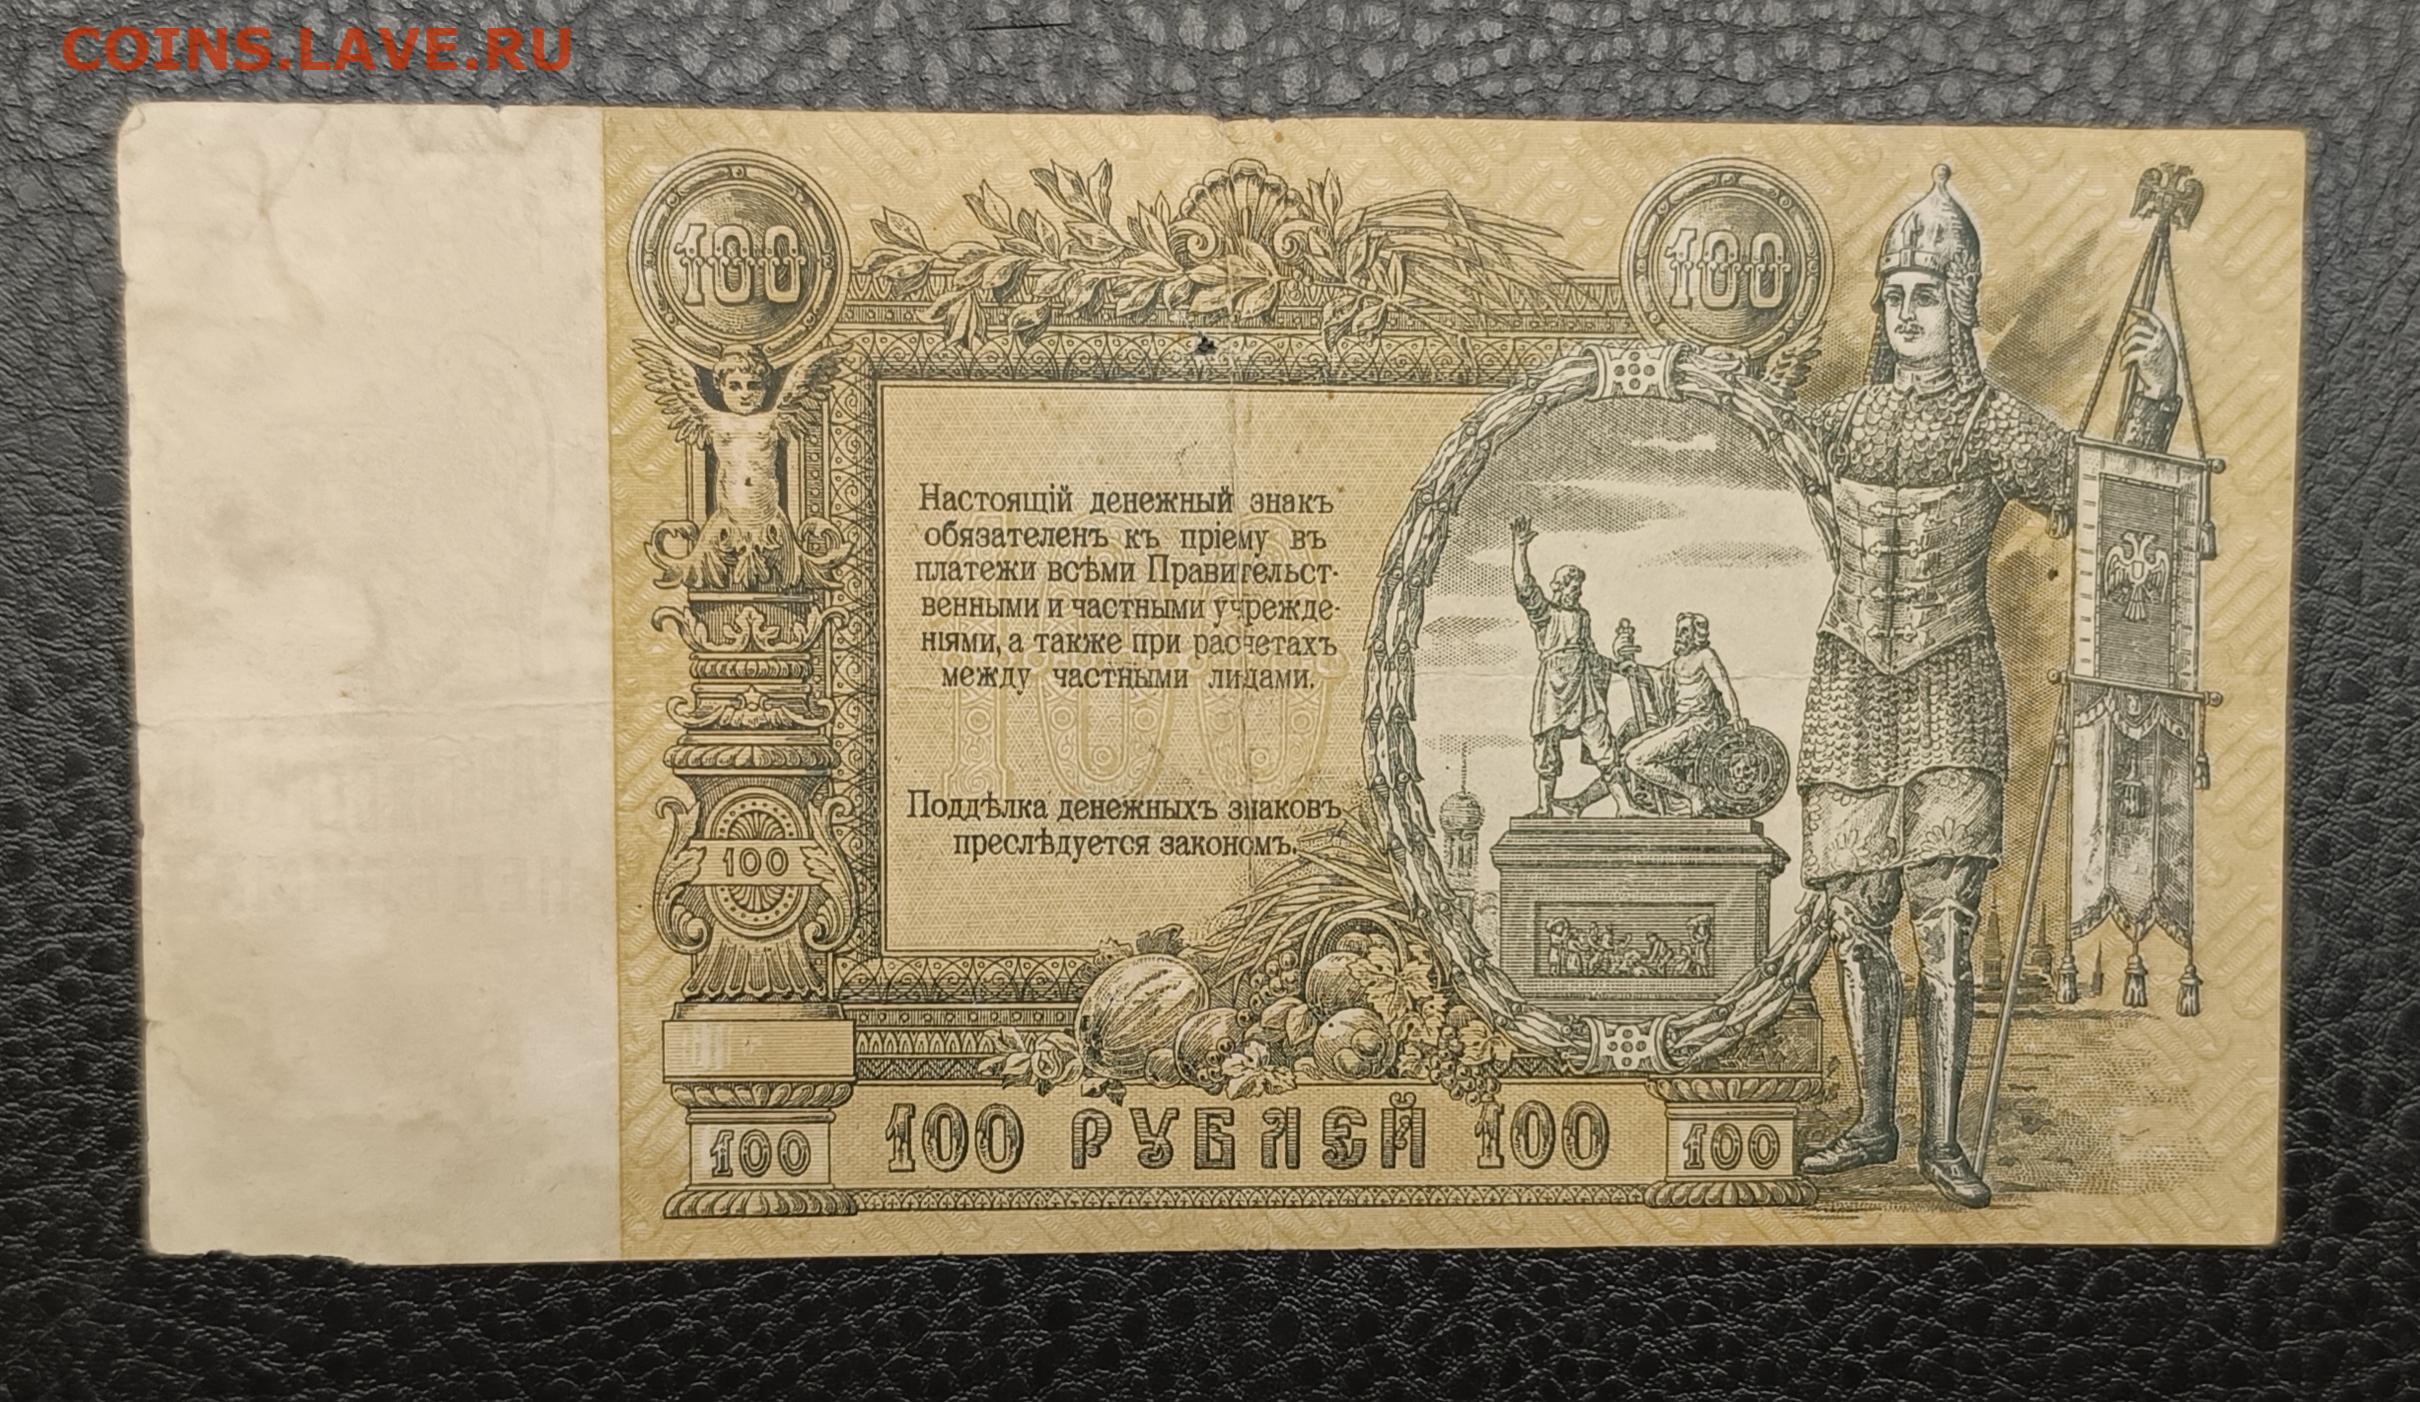 COINS.LAVE.RU
100
100
Настоящій денежный знакъ
обязателенъ къ пріему въ
платежи всѣми Правительст-
венными и частными учрежде-
ніями, а также при расчетахъ
между частными лицами.
100
Поддѣлка денежныхъ знаковъ
преслѣдуется закономъ.
100
100
100 РУБЛЕЙ 100
100